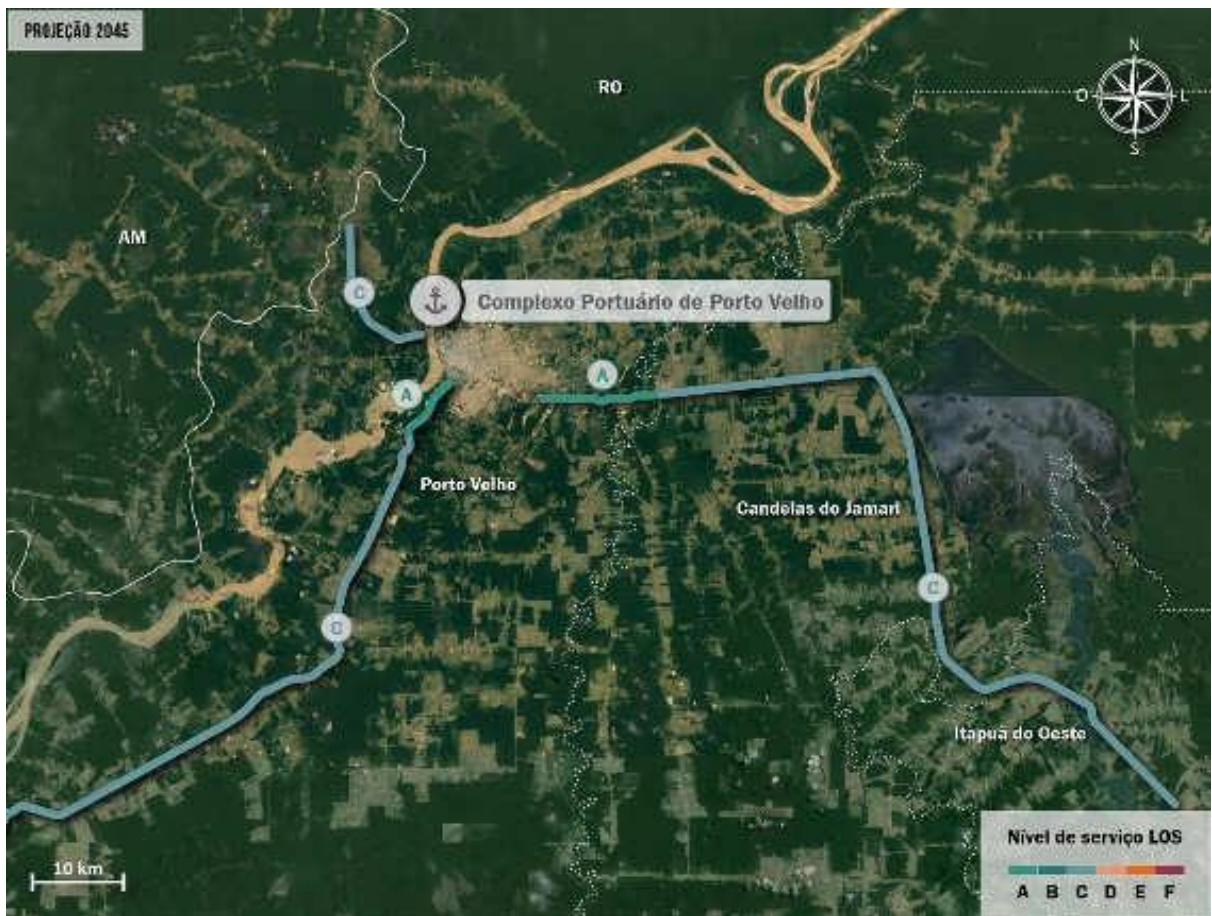 PROJEÇÃO 2045
RO
N
O
L
S
AM
C
Complexo Portuário de Porto Velho
A
A
Porto Velho
Candeias do Jamari
C
C
Itapuã do Oeste
Nível de serviço LOS
A B C D E F
10 km